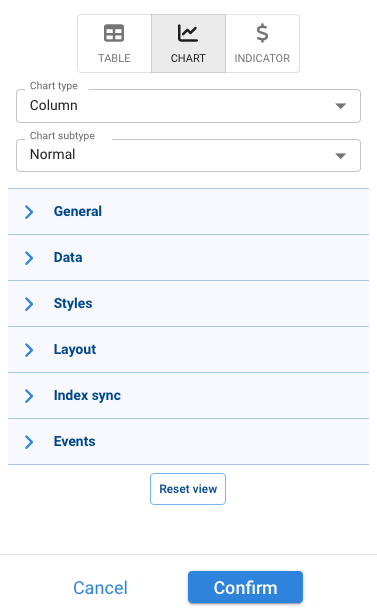 TABLE CHART INDICATOR
Chart type
Column
Chart subtype
Normal
General
Data
Styles
Layout
Index sync
Events
Reset view
Cancel Confirm